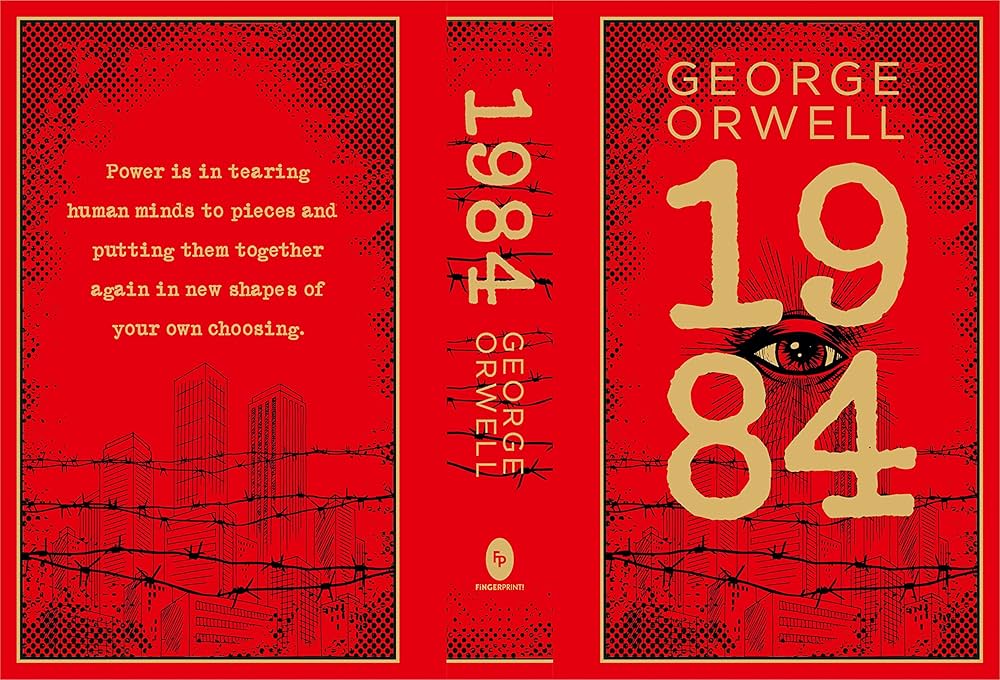 Power is in tearing
human minds to pieces and
putting them together
again in new shapes of
your own choosing.
1984
GEORGE
ORWELL
FP
FiNGERPRINT!
GEORGE
ORWELL
19
84